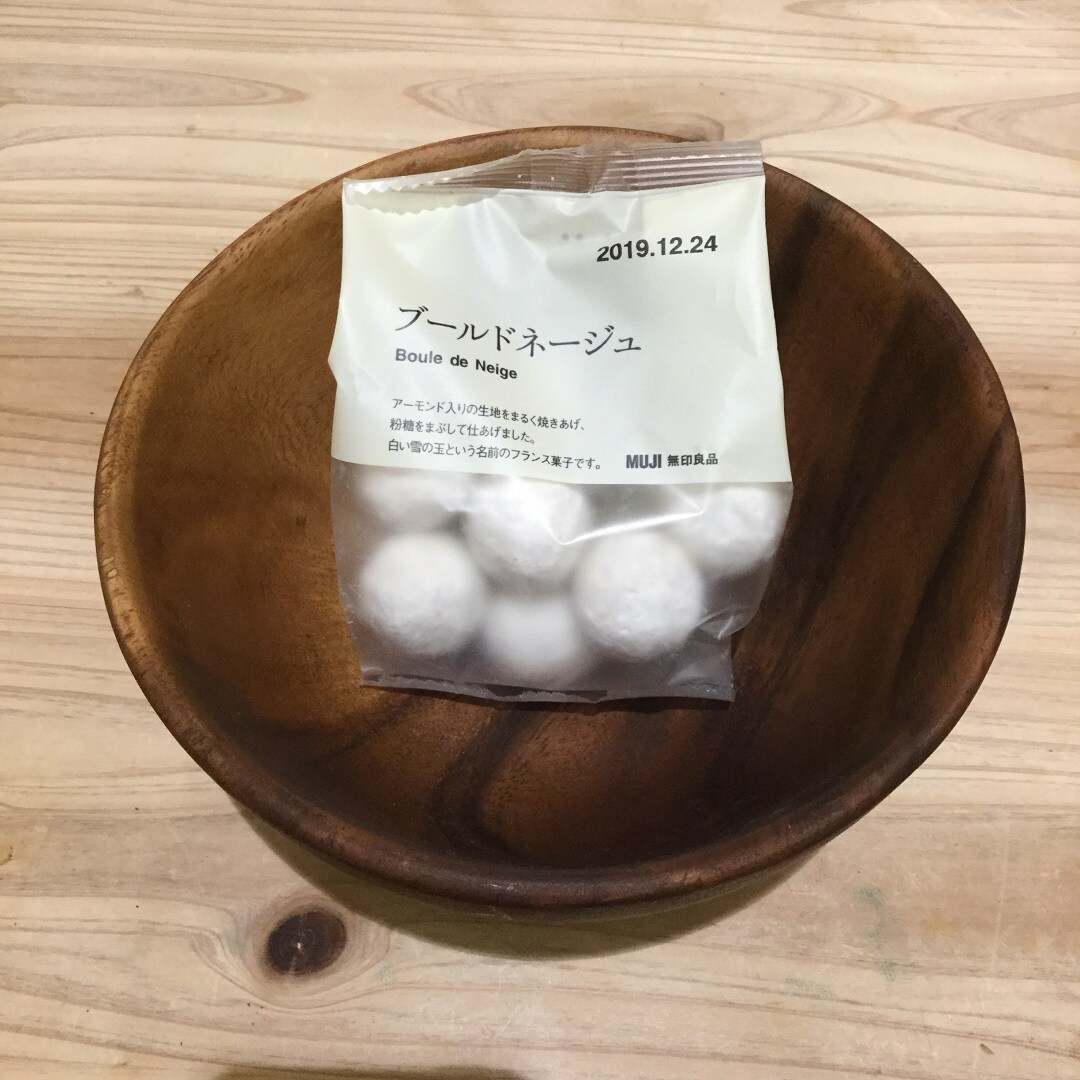 2019.12.24
ブールドネージュ
Boule de Neige
アーモンド入りの生地をまるく焼きあげ、
粉糖をまぶして仕あげました。
白い雪の玉という名前のフランス菓子です。
MUJI 無印良品